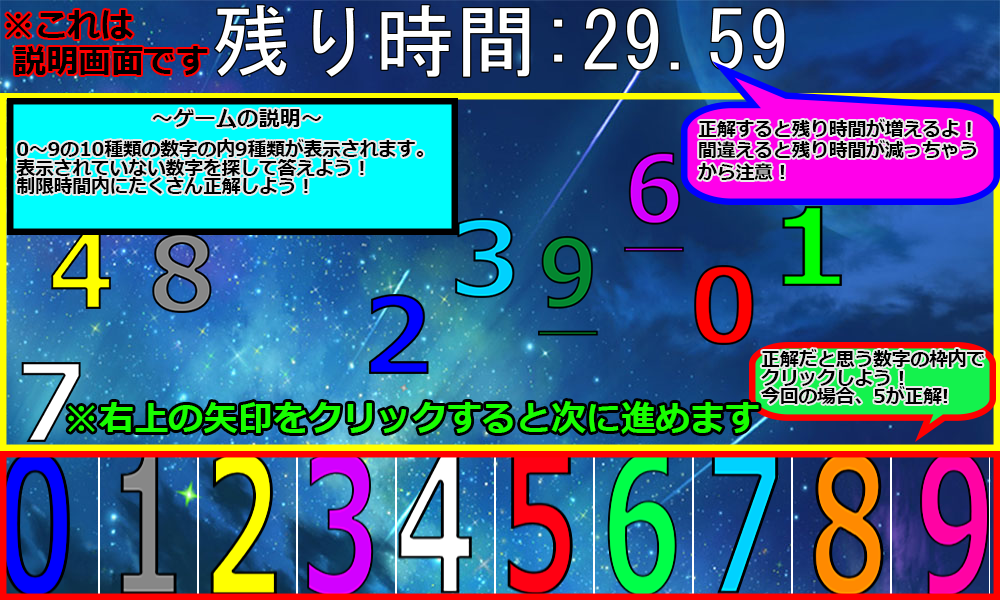 ※これは
説明画面です
残り時間:29.59
～ゲームの説明～
0～9の10種類の数字の内9種類が表示されます。
表示されていない数字を探して答えよう！
制限時間内にたくさん正解しよう！
正解すると残り時間が増えるよ！
間違えると残り時間が減っちゃう
から注意！
6
4
8
3
9
1
2
0
正解だと思う数字の枠内で
クリックしよう！
今回の場合、5が正解!
7
※右上の矢印をクリックすると次に進めます
0 1 2 3 4 5 6 7 8 9